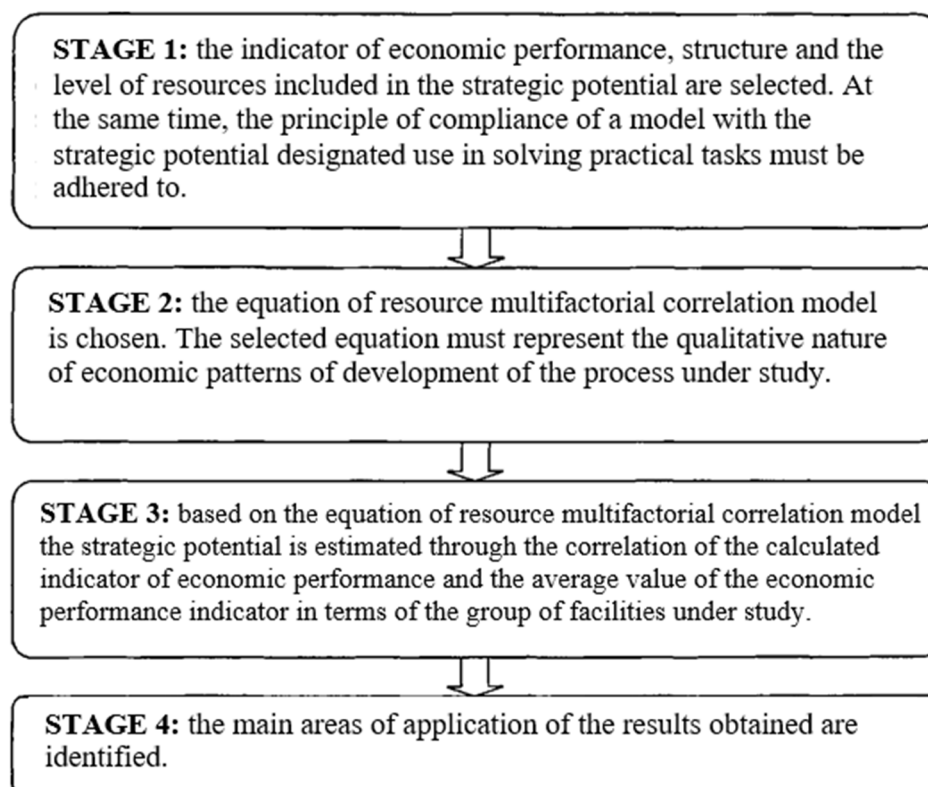 STAGE 1: the indicator of economic performance, structure and the
level of resources included in the strategic potential are selected. At
the same time, the principle of compliance of a model with the
strategic potential designated use in solving practical tasks must be
adhered to.
STAGE 2: the equation of resource multifactorial correlation model
is chosen. The selected equation must represent the qualitative nature
of economic patterns of development of the process under study.
STAGE 3: based on the equation of resource multifactorial correlation model
the strategic potential is estimated through the correlation of the calculated
indicator of economic performance and the average value of the economic
performance indicator in terms of the group of facilities under study.
STAGE 4: the main areas of application of the results obtained are
identified.